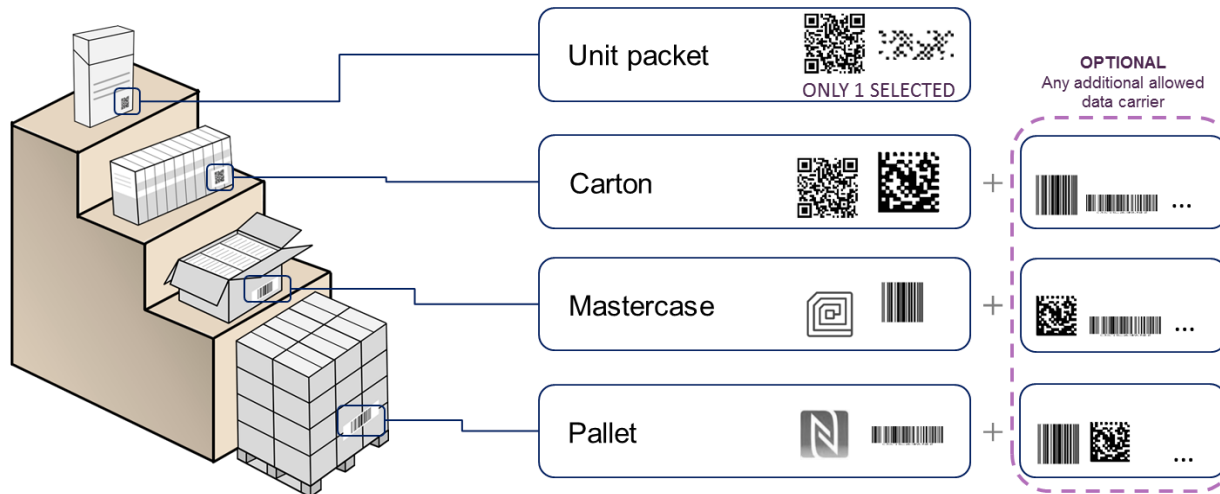 Unit packet
ONLY 1 SELECTED
OPTIONAL
Any additional allowed
data carrier
Carton
+
...
Mastercase
+
...
Pallet
+
...